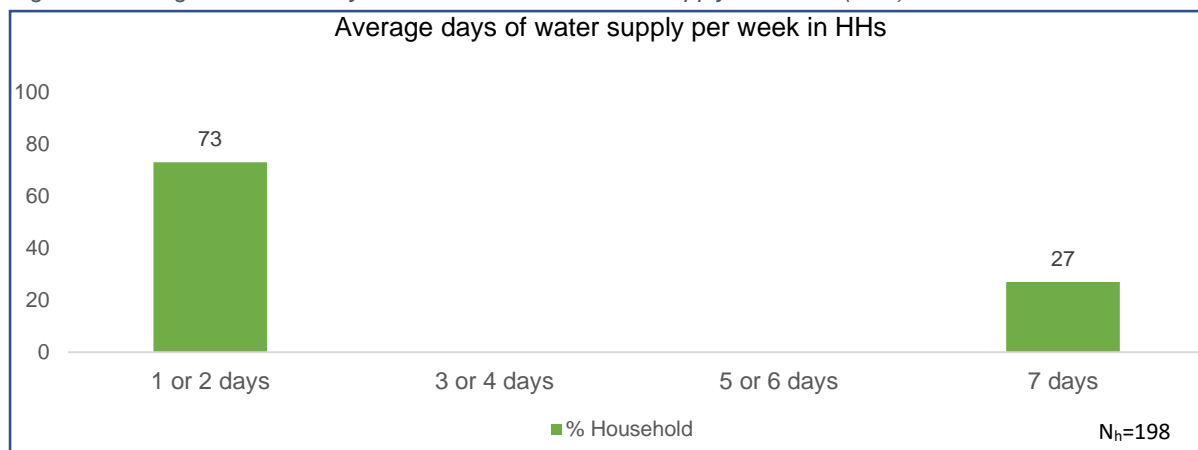 Average days of water supply per week in HHs
100
80
60
40
20
0
73
27
1 or 2 days
3 or 4 days
5 or 6 days
7 days
% Household
Nₕ=198